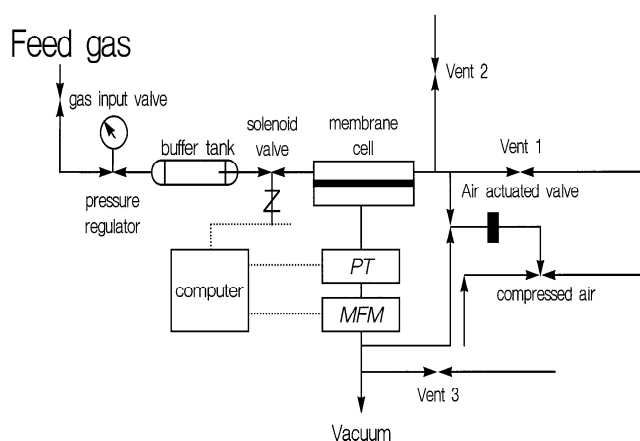 Feed gas
Vent 2
gas input valve
solenoid
valve
membrane
cell
buffer tank
Vent 1
pressure
regulator
Air actuated valve
PT
computer
compressed air
MFM
Vent 3
Vacuum